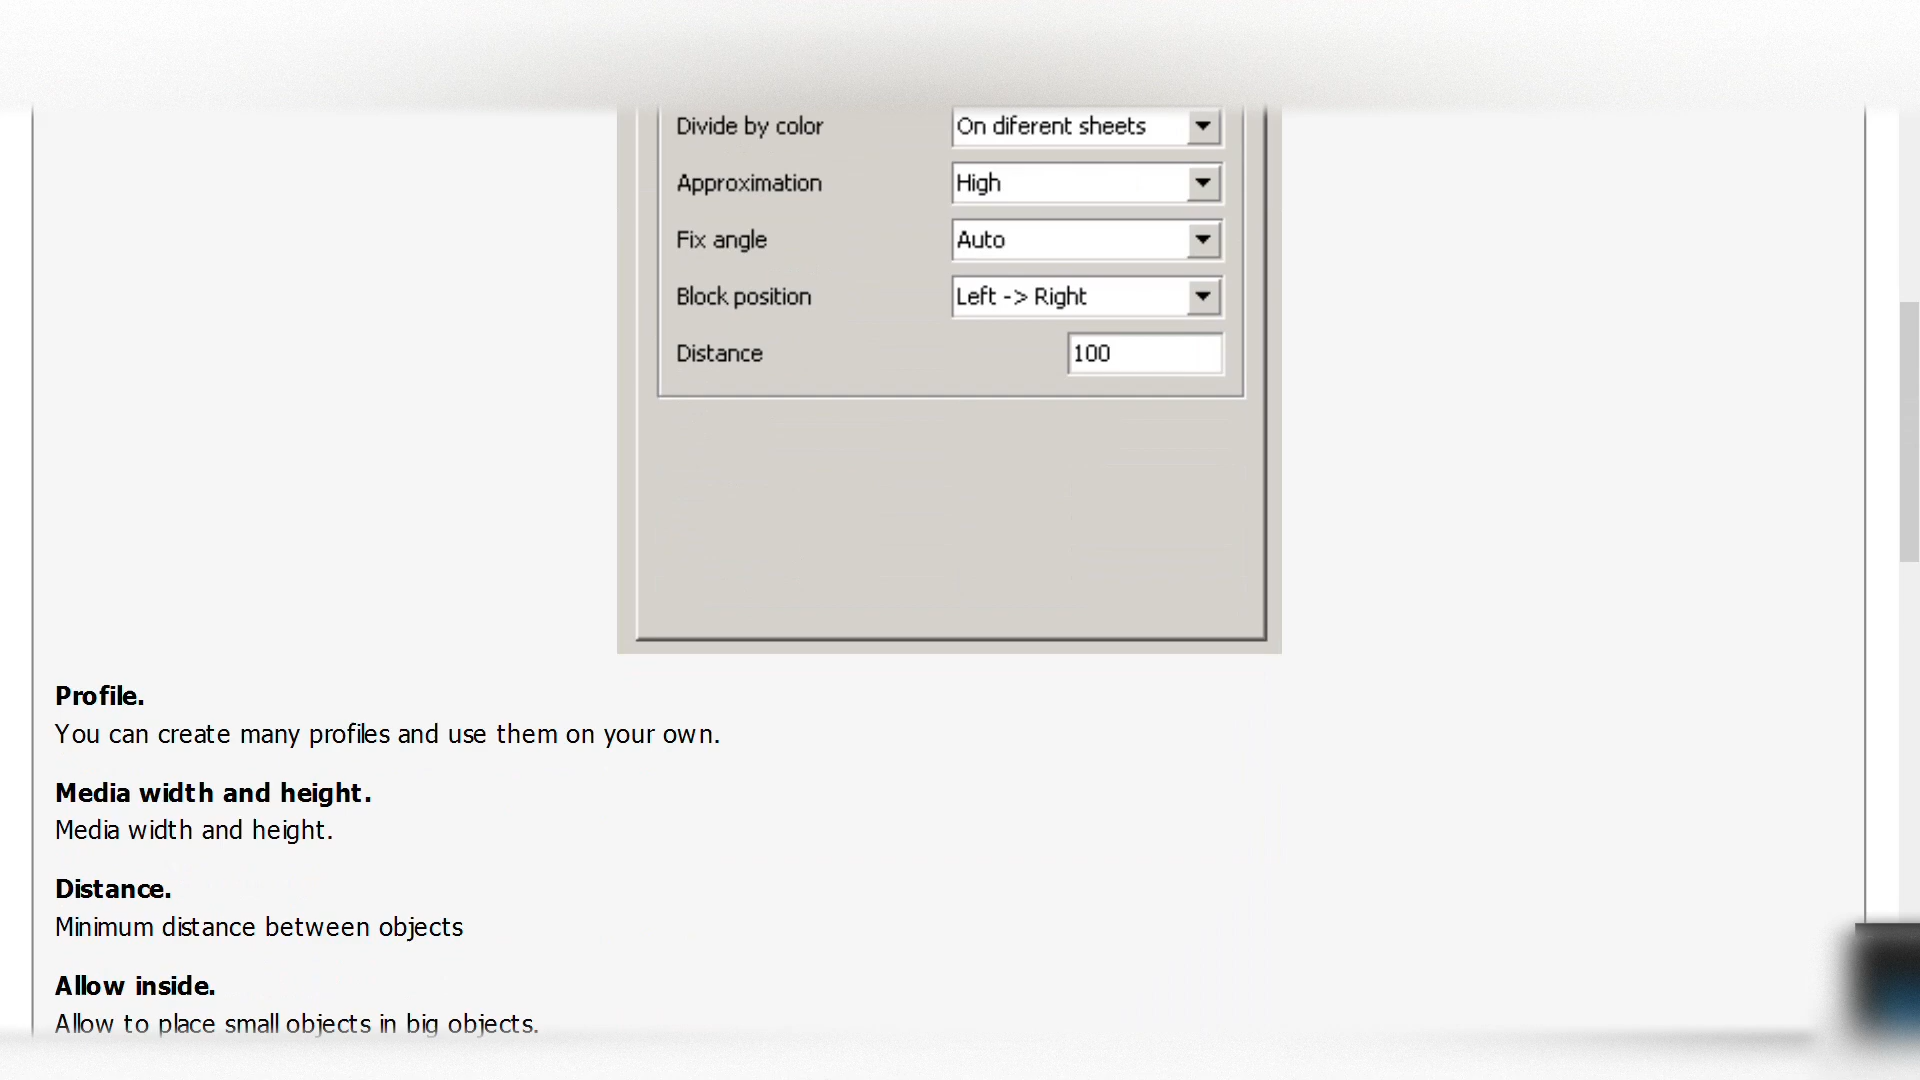 Divide by color
On diferent sheets
Approximation
High
Fix angle
Auto
Block position
Left -> Right
Distance
100
Profile.
You can create many profiles and use them on your own.
Media width and height.
Media width and height.
Distance.
Minimum distance between objects
Allow inside.
Allow to place small objects in big objects.